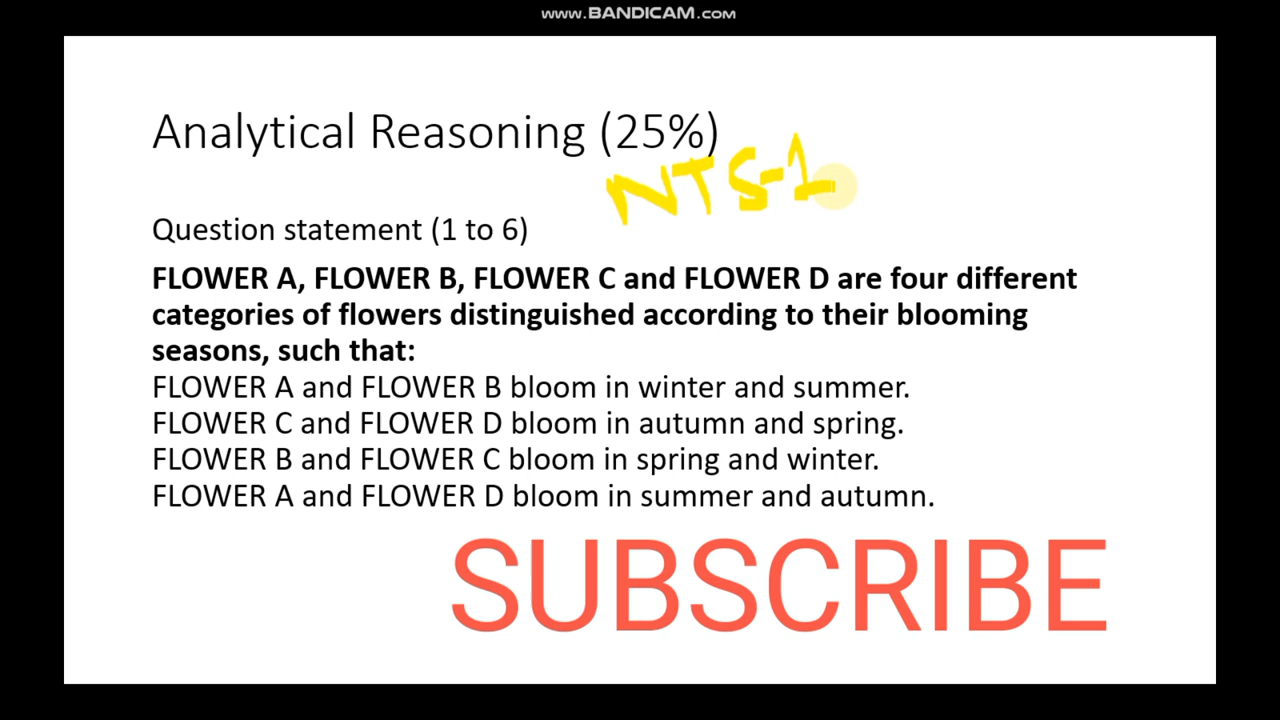 www.BANDICAM.com
Analytical Reasoning (25%)
NTS-1
Question statement (1 to 6)
FLOWER A, FLOWER B, FLOWER C and FLOWER D are four different
categories of flowers distinguished according to their blooming
seasons, such that:
FLOWER A and FLOWER B bloom in winter and summer.
FLOWER C and FLOWER D bloom in autumn and spring.
FLOWER B and FLOWER C bloom in spring and winter.
FLOWER A and FLOWER D bloom in summer and autumn.
SUBSCRIBE